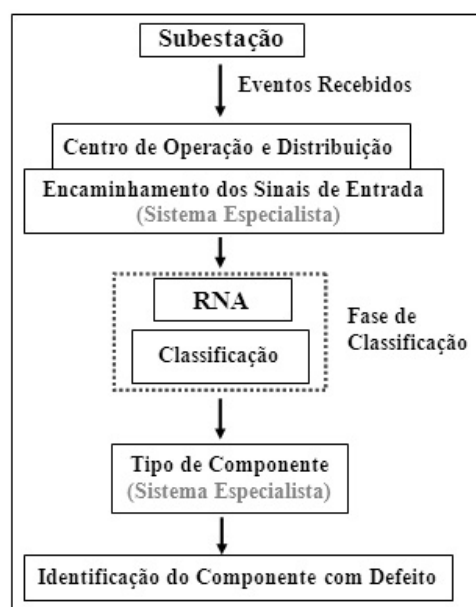 Subestação
Eventos Recebidos
Centro de Operação e Distribuição
Encaminhamento dos Sinais de Entrada
(Sistema Especialista)
RNA
Classificação
Fase de
Classificação
Tipo de Componente
(Sistema Especialista)
Identificação do Componente com Defeito